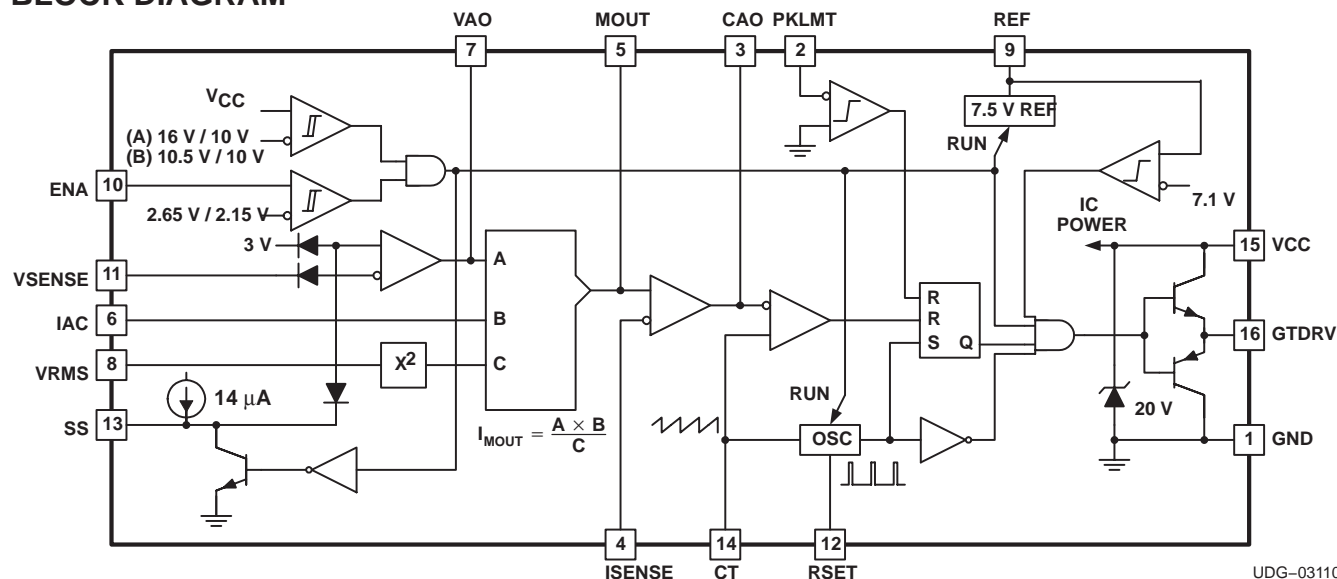 BLOCK DIAGRAM
VAO MOUT CAO PKLMT REF
7 5 3 2 9
VCC
(A) 16 V / 10 V
(B) 10.5 V / 10 V
7.5 V REF
RUN
ENA 10
2.65 V / 2.15 V
7.1 V
IC
POWER
3 V
15 VCC
VSENSE 11
A
IAC 6
B
R
R
S Q
16 GTDRV
VRMS 8
X2
C
14 μA
RUN
20 V
SS 13
IMOUT = A × B
C
OSC
1 GND
4 14 12
ISENSE CT RSET
UDG–03110